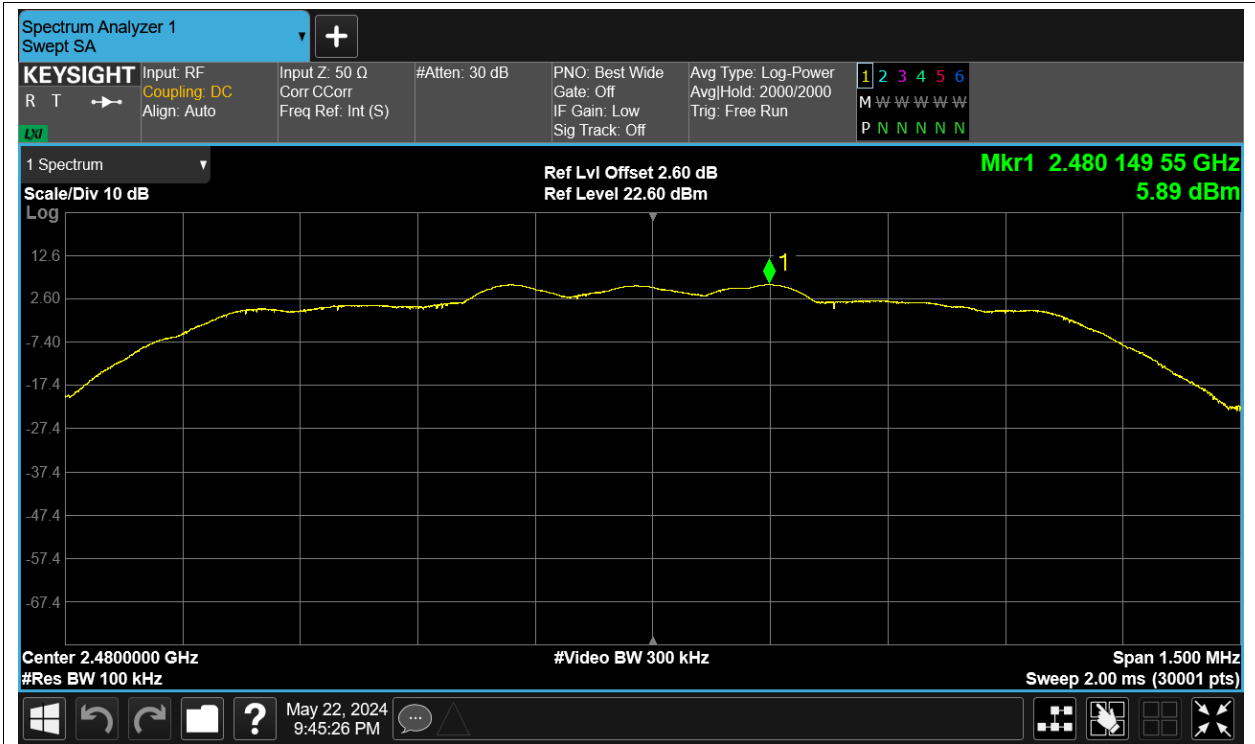 Spectrum Analyzer 1
Swept SA
KEYSIGHT
R T
LXI
Input: RF
Coupling: DC
Align: Auto
Input Z: 50 Ω
Corr CCorr
Freq Ref: Int (S)
#Atten: 30 dB
PNO: Best Wide
Gate: Off
IF Gain: Low
Sig Track: Off
Avg Type: Log-Power
Avg|Hold: 2000/2000
Trig: Free Run
1 2 3 4 5 6
M W W W W W
P N N N N N
1 Spectrum
Scale/Div 10 dB
Log
Ref Lvl Offset 2.60 dB
Ref Level 22.60 dBm
Mkr1 2.480 149 55 GHz
5.89 dBm
1
12.6
2.60
-7.40
-17.4
-27.4
-37.4
-47.4
-57.4
-67.4
Center 2.4800000 GHz
#Video BW 300 kHz
Span 1.500 MHz
#Res BW 100 kHz
Sweep 2.00 ms (30001 pts)
?
May 22, 2024
9:45:26 PM